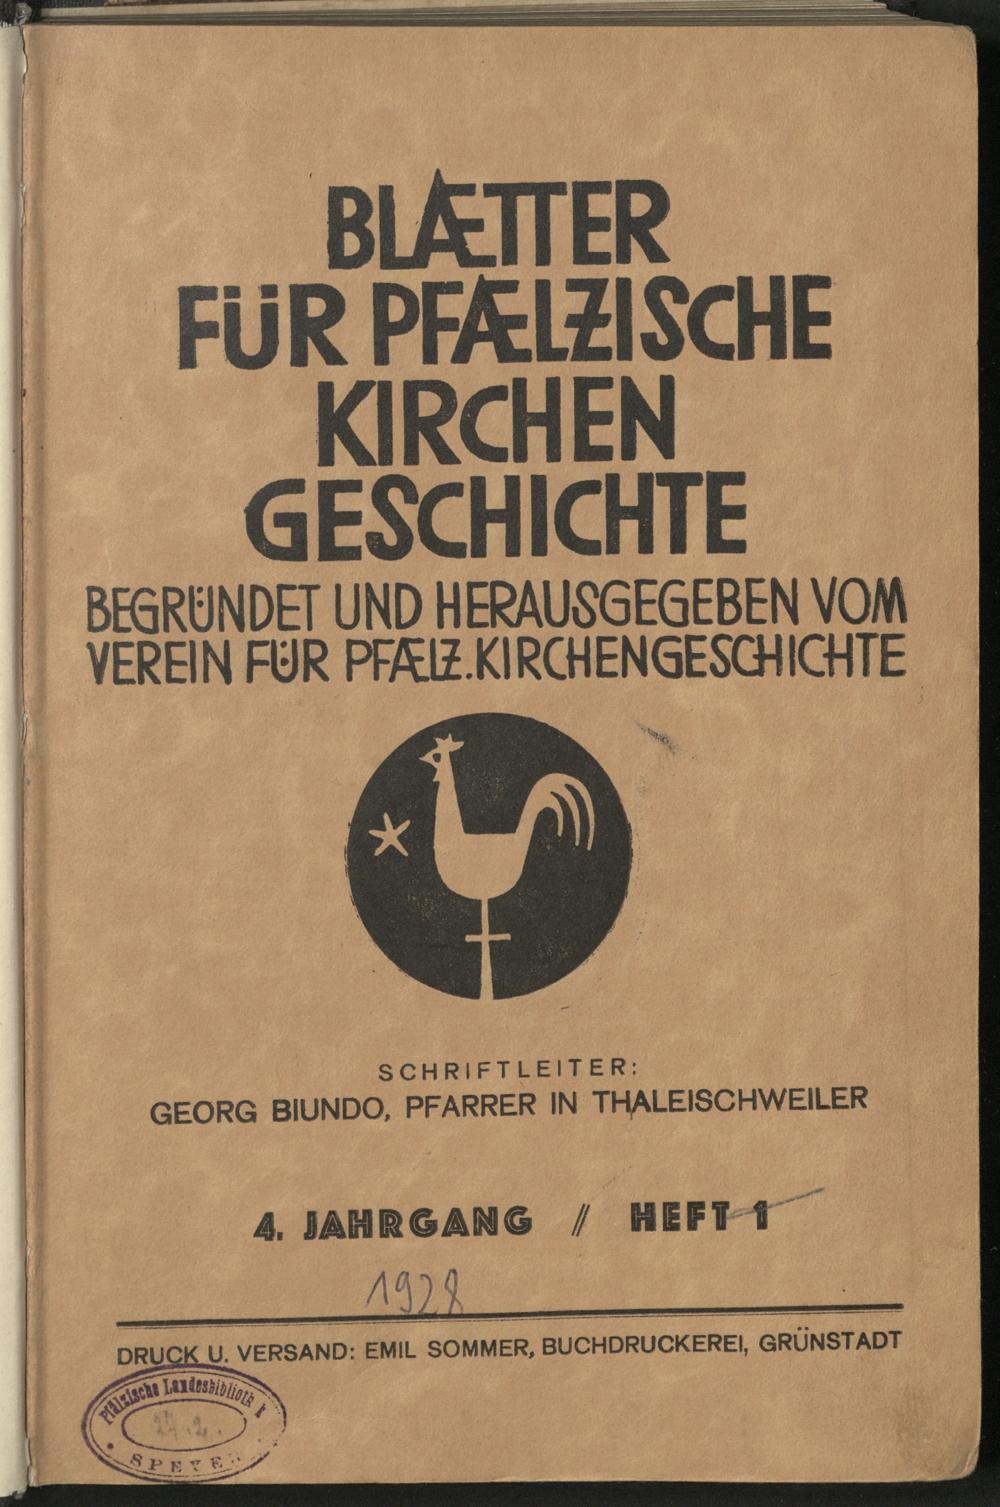 BLÆTTER
FÜR PFÆLZISCHE
KIRCHEN
GESCHICHTE
BEGRÜNDET UND HERAUSGEGEBEN VOM
VEREIN FÜR PFÆLZ. KIRCHENGESCHICHTE
SCHRIFTLEITER:
GEORG BIUNDO, PFARRER IN THALEISCHWEILER
4. JAHRGANG // HEFT 1
1928
DRUCK U. VERSAND: EMIL SOMMER, BUCHDRUCKEREI, GRÜNSTADT
Pfälzische Landesbibliothek
SPEYER